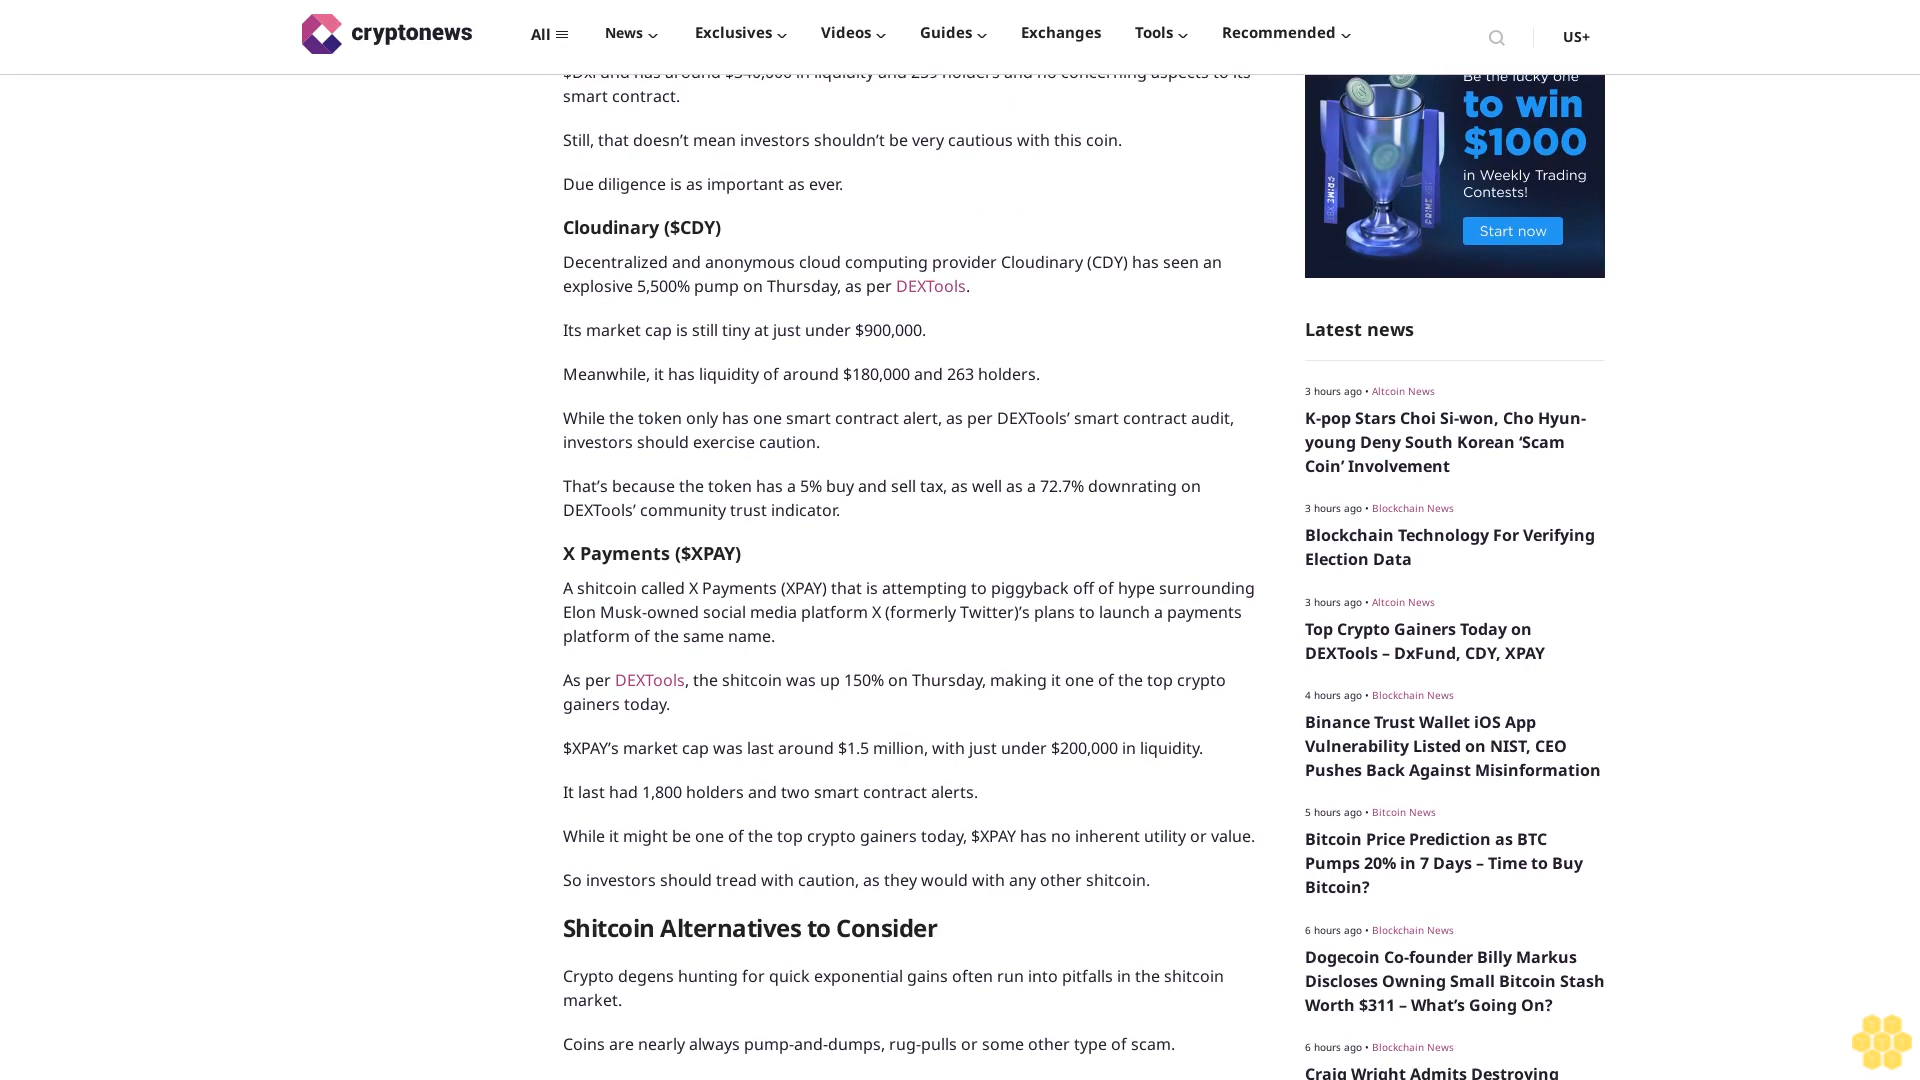 cryptonews
All
News
Exclusives
Videos
Guides
Exchanges
Tools
Recommended
US+
$DxFund has around $340,000 in liquidity and 239 holders and no concerning aspects to its
smart contract.
Still, that doesn’t mean investors shouldn’t be very cautious with this coin.
Due diligence is as important as ever.
Cloudinary ($CDY)
Decentralized and anonymous cloud computing provider Cloudinary (CDY) has seen an
explosive 5,500% pump on Thursday, as per DEXTools.
Its market cap is still tiny at just under $900,000.
Meanwhile, it has liquidity of around $180,000 and 263 holders.
While the token only has one smart contract alert, as per DEXTools’ smart contract audit,
investors should exercise caution.
That’s because the token has a 5% buy and sell tax, as well as a 72.7% downrating on
DEXTools’ community trust indicator.
X Payments ($XPAY)
A shitcoin called X Payments (XPAY) that is attempting to piggyback off of hype surrounding
Elon Musk-owned social media platform X (formerly Twitter)’s plans to launch a payments
platform of the same name.
As per DEXTools, the shitcoin was up 150% on Thursday, making it one of the top crypto
gainers today.
$XPAY’s market cap was last around $1.5 million, with just under $200,000 in liquidity.
It last had 1,800 holders and two smart contract alerts.
While it might be one of the top crypto gainers today, $XPAY has no inherent utility or value.
So investors should tread with caution, as they would with any other shitcoin.
Shitcoin Alternatives to Consider
Crypto degens hunting for quick exponential gains often run into pitfalls in the shitcoin
market.
Coins are nearly always pump-and-dumps, rug-pulls or some other type of scam.
Be the lucky one
to win
$1000
in Weekly Trading
Contests!
Start now
Latest news
3 hours ago • Altcoin News
K-pop Stars Choi Si-won, Cho Hyun-
young Deny South Korean ‘Scam
Coin’ Involvement
3 hours ago • Blockchain News
Blockchain Technology For Verifying
Election Data
3 hours ago • Altcoin News
Top Crypto Gainers Today on
DEXTools – DxFund, CDY, XPAY
4 hours ago • Blockchain News
Binance Trust Wallet iOS App
Vulnerability Listed on NIST, CEO
Pushes Back Against Misinformation
5 hours ago • Bitcoin News
Bitcoin Price Prediction as BTC
Pumps 20% in 7 Days – Time to Buy
Bitcoin?
6 hours ago • Blockchain News
Dogecoin Co-founder Billy Markus
Discloses Owning Small Bitcoin Stash
Worth $311 – What’s Going On?
6 hours ago • Blockchain News
Craig Wright Admits Destroying